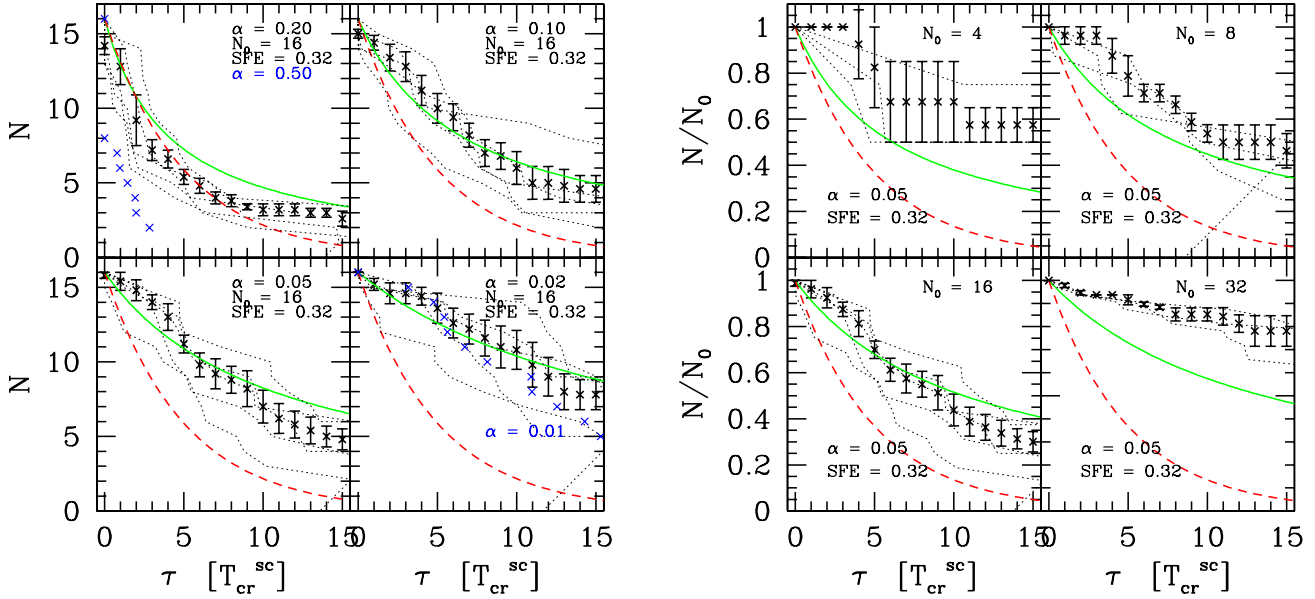 α = 0.20
N₀ = 16
SFE = 0.32
α = 0.50
α = 0.10
N₀ = 16
SFE = 0.32
15
10
5
0
N
α = 0.05
N₀ = 16
SFE = 0.32
α = 0.02
N₀ = 16
SFE = 0.32
α = 0.01
15
10
5
0
N
0 5 10 15
0 5 10 15
τ [T_cr^sc]
τ [T_cr^sc]
N₀ = 4
α = 0.05
SFE = 0.32
N₀ = 8
α = 0.05
SFE = 0.32
1
0.8
0.6
0.4
0.2
0
N/N₀
N₀ = 16
α = 0.05
SFE = 0.32
N₀ = 32
α = 0.05
SFE = 0.32
1
0.8
0.6
0.4
0.2
0
N/N₀
0 5 10 15
0 5 10 15
τ [T_cr^sc]
τ [T_cr^sc]